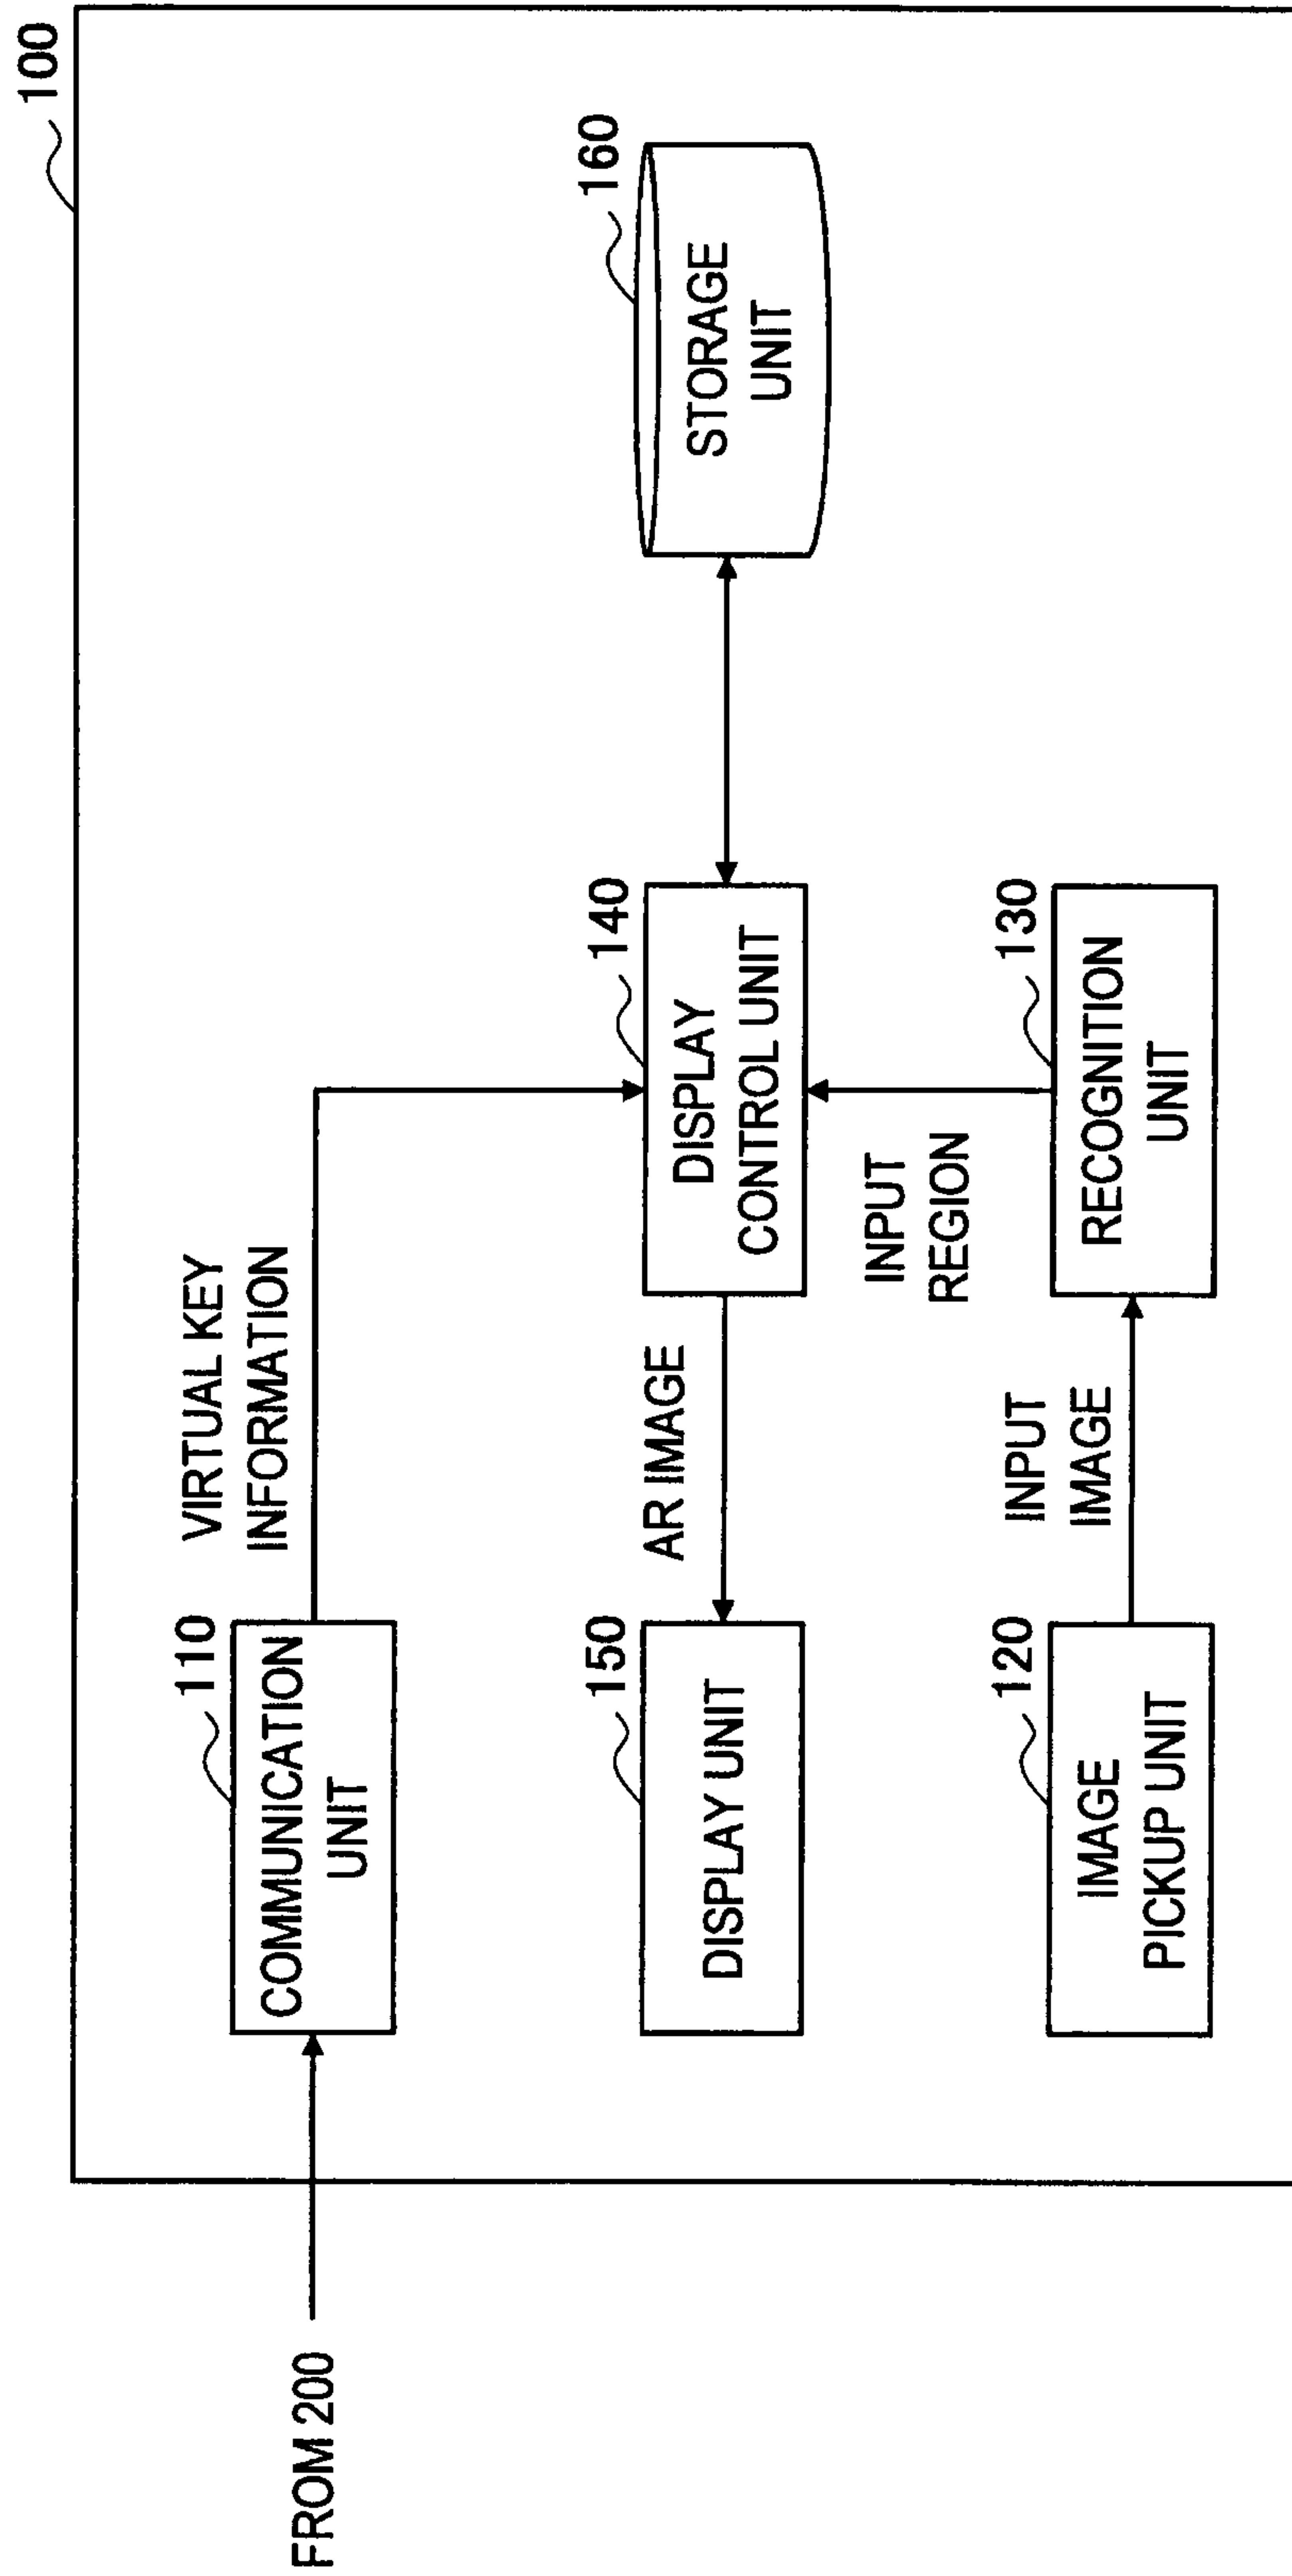 100
VIRTUAL KEY
INFORMATION
110
COMMUNICATION
UNIT
FROM 200
140
DISPLAY
CONTROL UNIT
160
STORAGE
UNIT
AR IMAGE
150
DISPLAY UNIT
INPUT
REGION
130
RECOGNITION
UNIT
INPUT
IMAGE
120
IMAGE
PICKUP UNIT